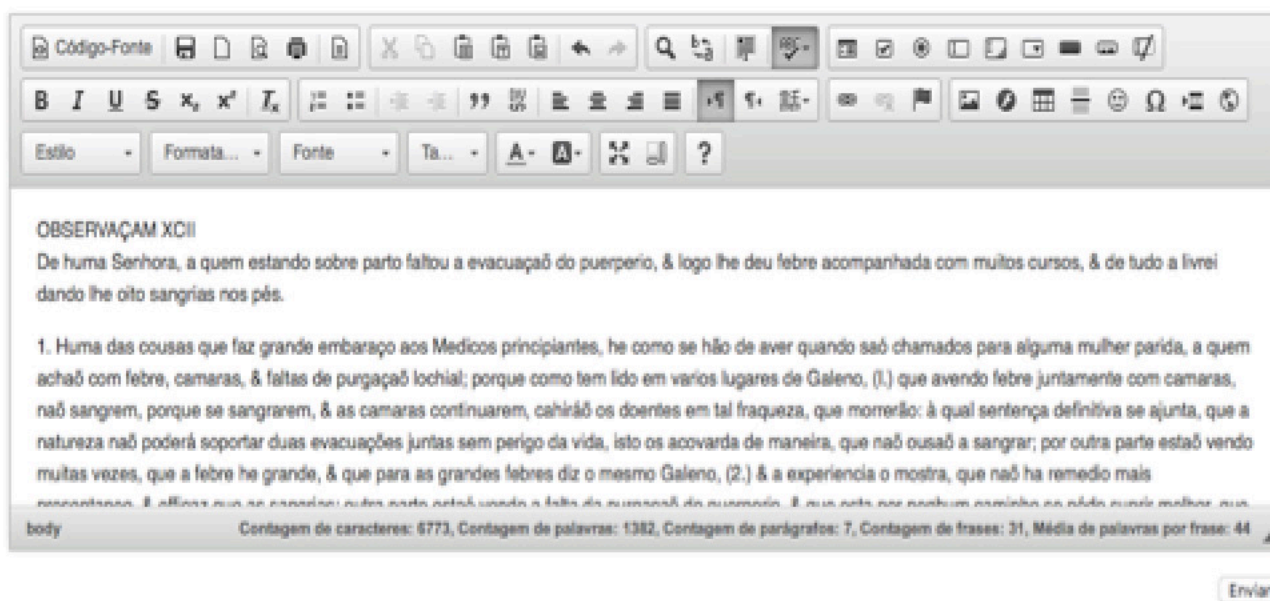 Código-Fonte
Estilo Formata... Fonte Ta... A A ?
OBSERVAÇAM XCII
De huma Senhora, a quem estando sobre parto faltou a evacuaçaõ do puerperio, & logo lhe deu febre acompanhada com muitos cursos, & de tudo a livrei
dando lhe oito sangrias nos pés.
1. Huma das cousas que faz grande embaraço aos Medicos principiantes, he como se hão de aver quando saõ chamados para alguma mulher parida, a quem
achaõ com febre, camaras, & faltas de purgaçaõ lochial; porque como tem lido em varios lugares de Galeno, (I.) que avendo febre juntamente com camaras,
naõ sangrem, porque se sangrarem, & as camaras continuarem, cahiráõ os doentes em tal fraqueza, que morrerão: à qual sentença definitiva se ajunta, que a
natureza naõ poderá soportar duas evacuações juntas sem perigo da vida, isto os acovarda de maneira, que naõ ousaõ a sangrar; por outra parte estaõ vendo
muitas vezes, que a febre he grande, & que para as grandes febres diz o mesmo Galeno, (2.) & a experiencia o mostra, que naõ ha remedio mais
body Contagem de caracteres: 6773, Contagem de palavras: 1382, Contagem de parágrafos: 7, Contagem de frases: 31, Média de palavras por frase: 44
Enviar